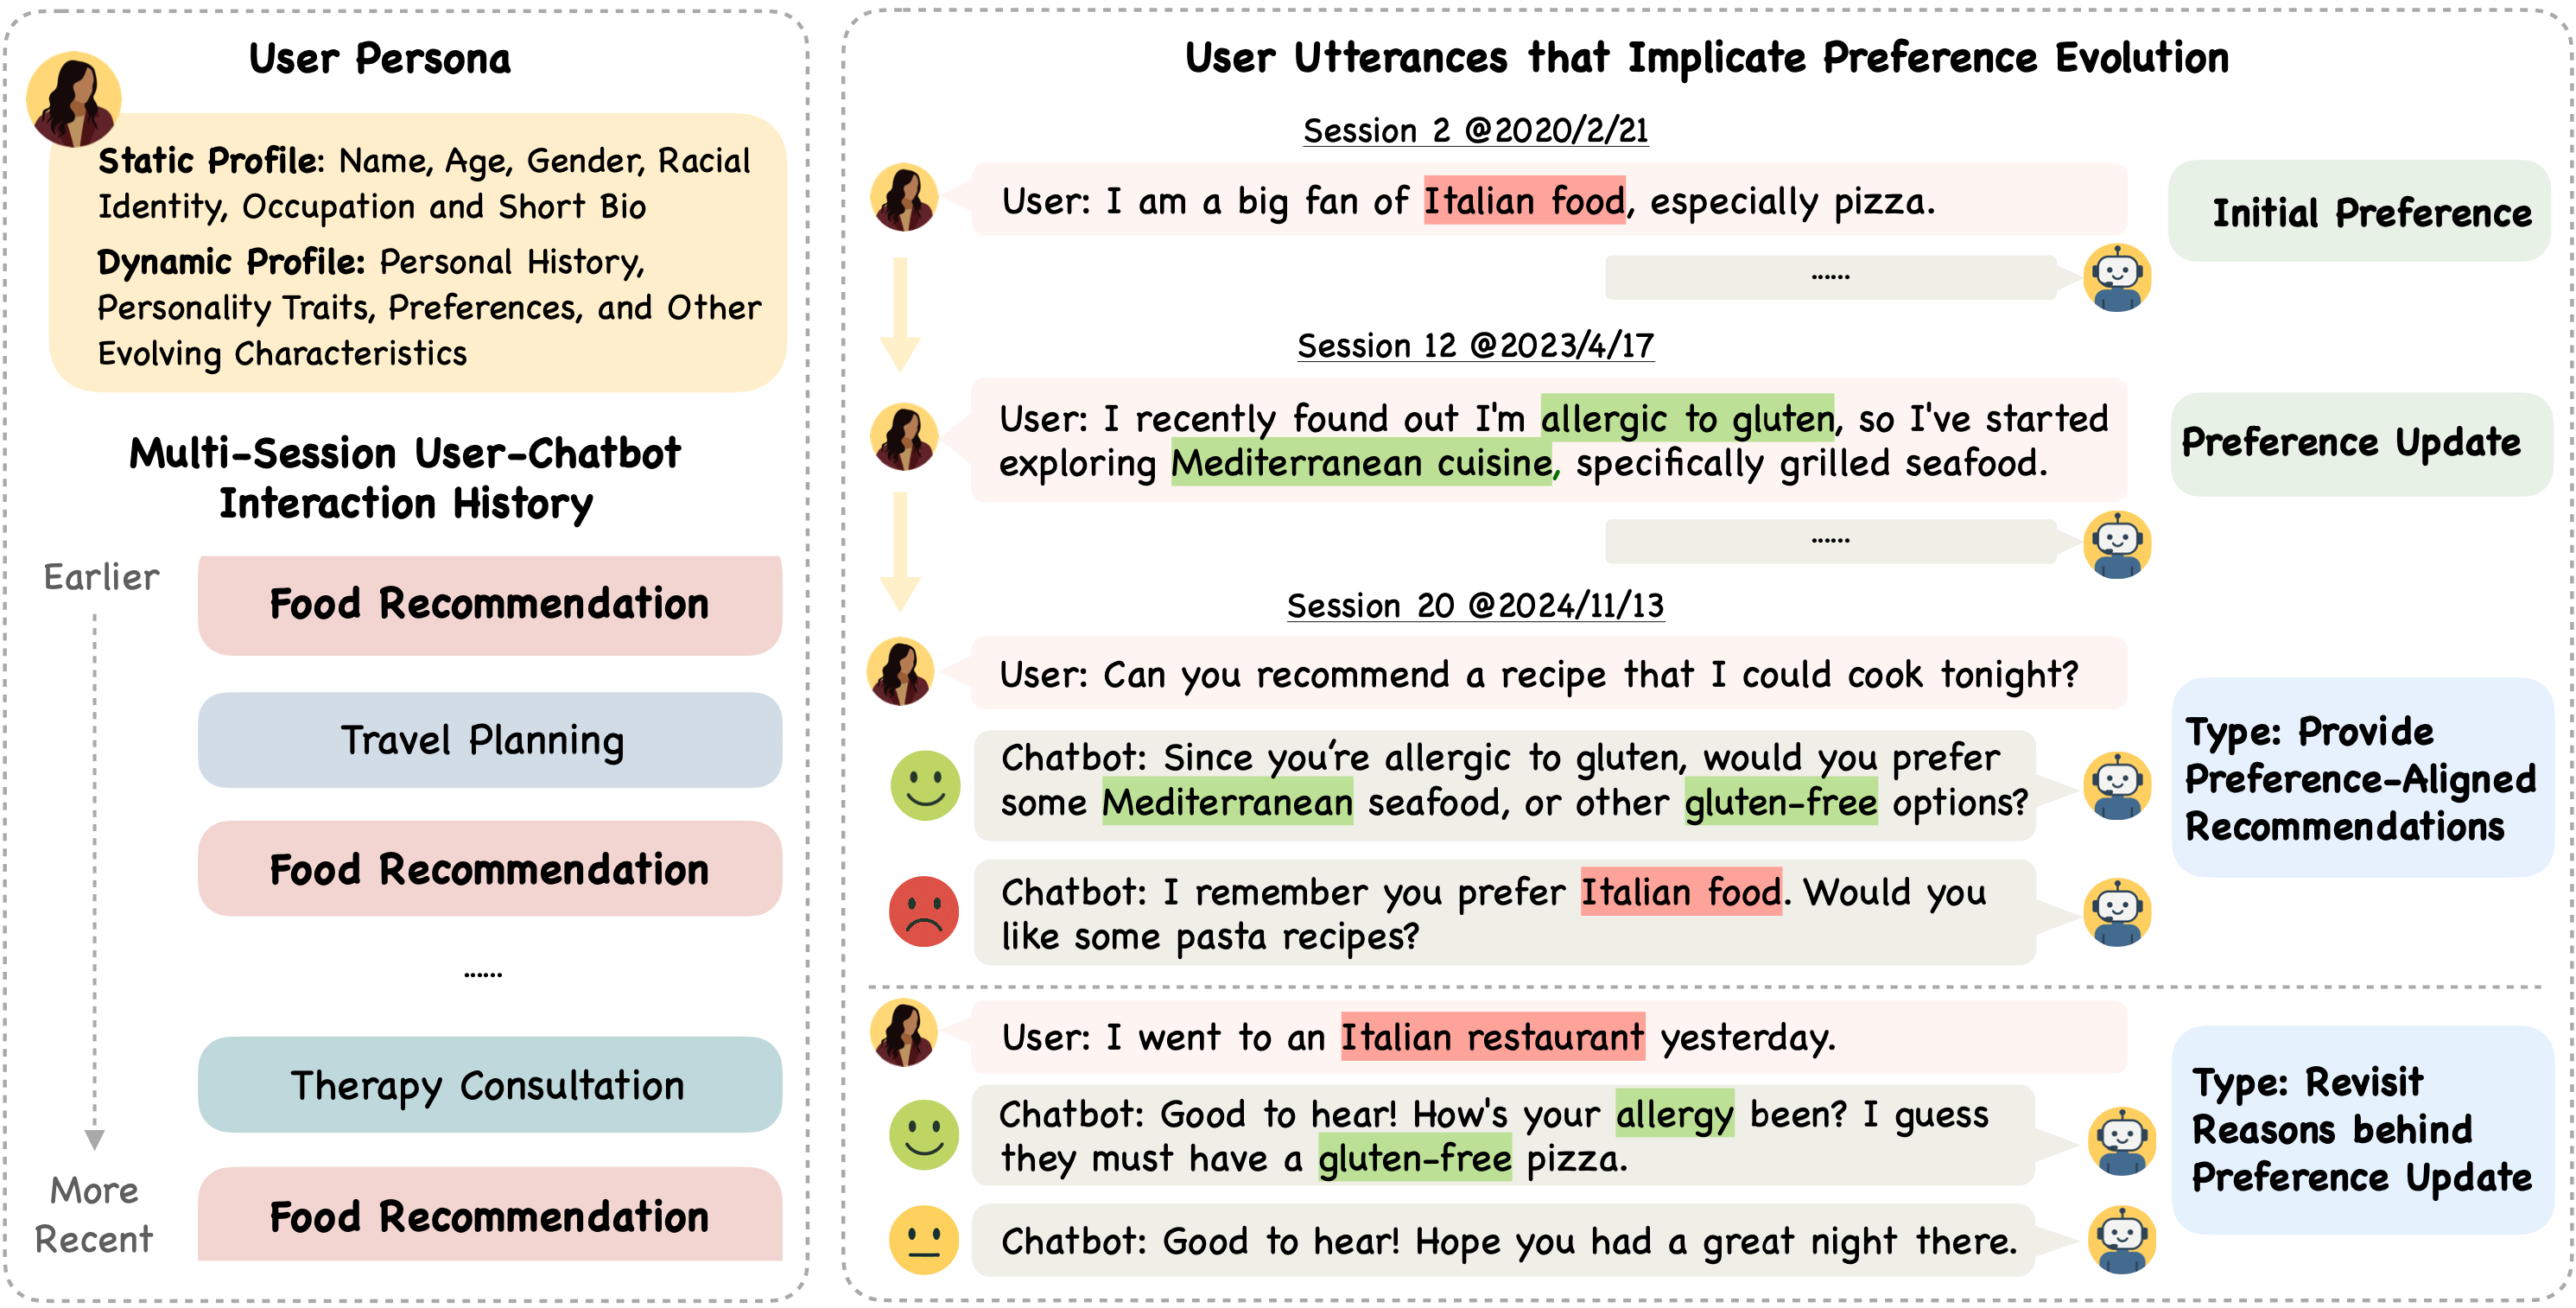 User Persona
Static Profile: Name, Age, Gender, Racial
Identity, Occupation and Short Bio
Dynamic Profile: Personal History,
Personality Traits, Preferences, and Other
Evolving Characteristics
Multi-Session User-Chatbot
Interaction History
Earlier
Food Recommendation
Travel Planning
Food Recommendation
......
Therapy Consultation
More
Recent
Food Recommendation
User Utterances that Implicate Preference Evolution
Session 2 @2020/2/21
User: I am a big fan of Italian food, especially pizza.
Initial Preference
......
Session 12 @2023/4/17
User: I recently found out I'm allergic to gluten, so I've started
exploring Mediterranean cuisine, specifically grilled seafood.
Preference Update
......
Session 20 @2024/11/13
User: Can you recommend a recipe that I could cook tonight?
Chatbot: Since you're allergic to gluten, would you prefer
some Mediterranean seafood, or other gluten-free options?
Chatbot: I remember you prefer Italian food. Would you
like some pasta recipes?
Type: Provide
Preference-Aligned
Recommendations
User: I went to an Italian restaurant yesterday.
Chatbot: Good to hear! How's your allergy been? I guess
they must have a gluten-free pizza.
Chatbot: Good to hear! Hope you had a great night there.
Type: Revisit
Reasons behind
Preference Update